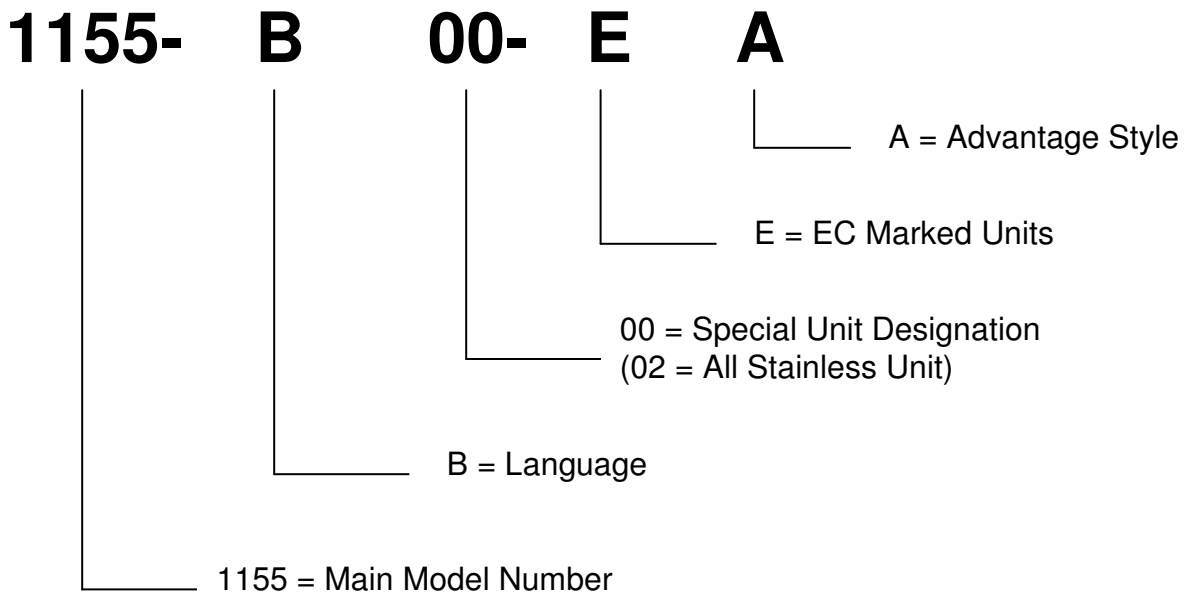 1155- B 00- E A
A = Advantage Style
E = EC Marked Units
00 = Special Unit Designation
(02 = All Stainless Unit)
B = Language
1155 = Main Model Number